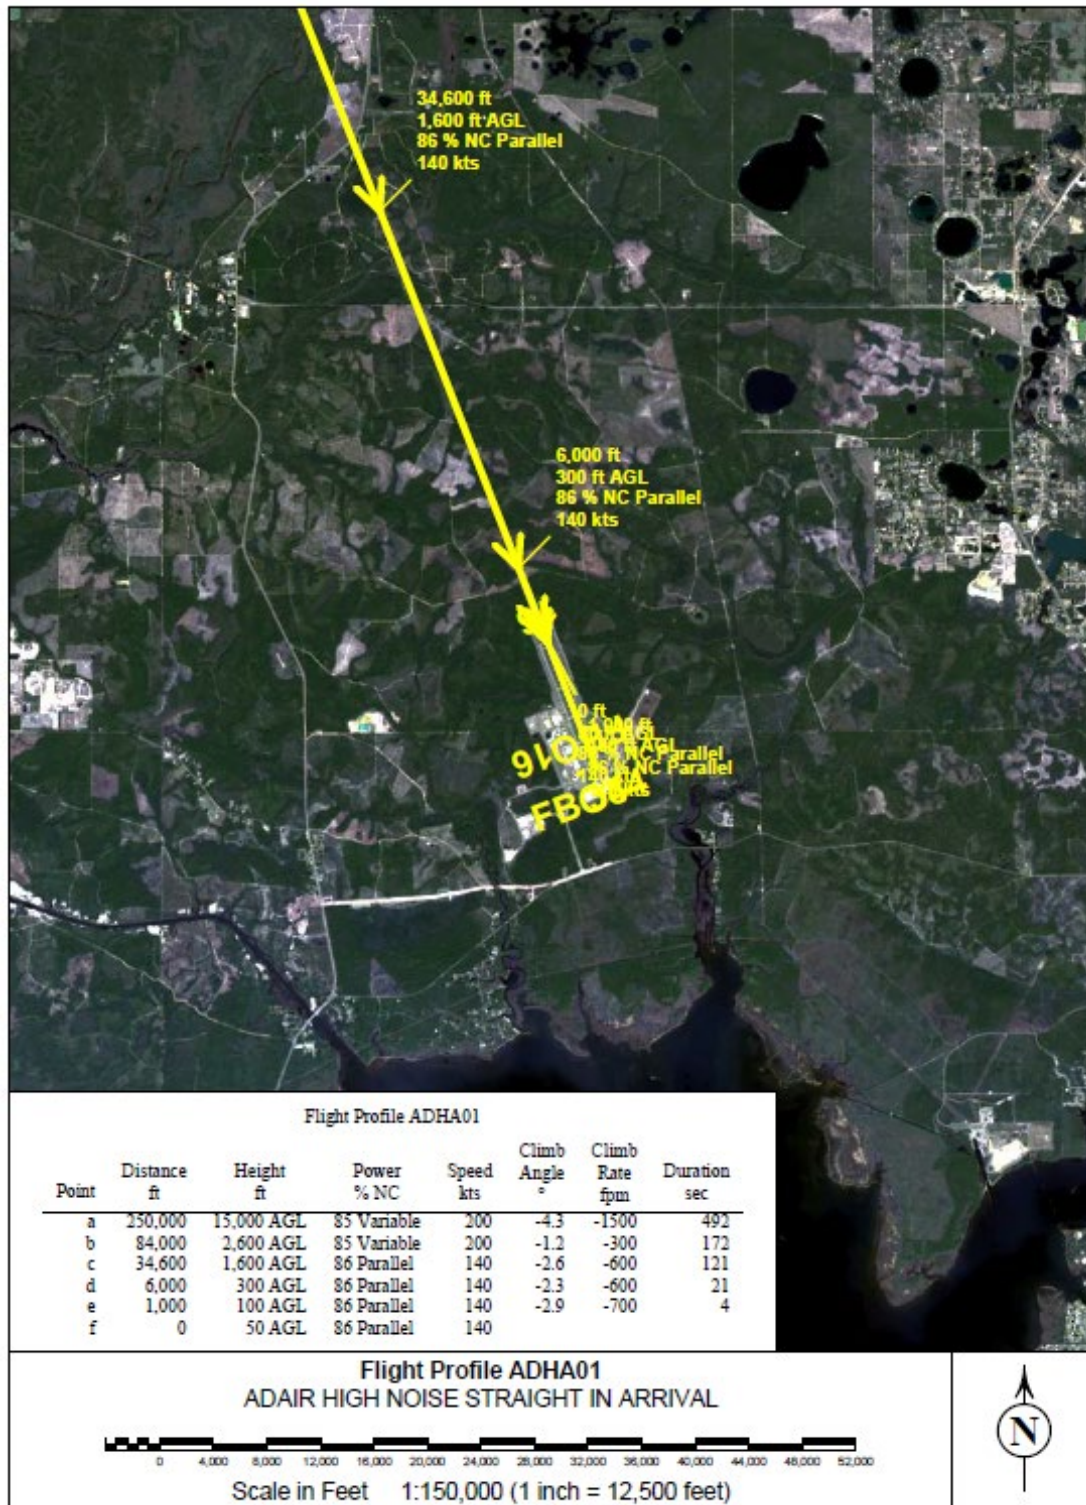 34,600 ft
1,600 ft AGL
86 % NC Parallel
140 kts
6,000 ft
300 ft AGL
86 % NC Parallel
140 kts
0 ft
NC Parallel
% NC Parallel
Flight Profile ADHA01
Point Distance ft Height ft Power % NC Speed kts Climb Angle ° Climb Rate fpm Duration sec
a 250,000 15,000 AGL 85 Variable 200 -4.3 -1500 492
b 84,000 2,600 AGL 85 Variable 200 -1.2 -300 172
c 34,600 1,600 AGL 86 Parallel 140 -2.6 -600 121
d 6,000 300 AGL 86 Parallel 140 -2.3 -600 21
e 1,000 100 AGL 86 Parallel 140 -2.9 -700 4
f 0 50 AGL 86 Parallel 140
Flight Profile ADHA01
ADAIR HIGH NOISE STRAIGHT IN ARRIVAL
0 4,000 8,000 12,000 16,000 20,000 24,000 28,000 32,000 36,000 40,000 44,000 48,000 52,000
Scale in Feet 1:150,000 (1 inch = 12,500 feet)
N